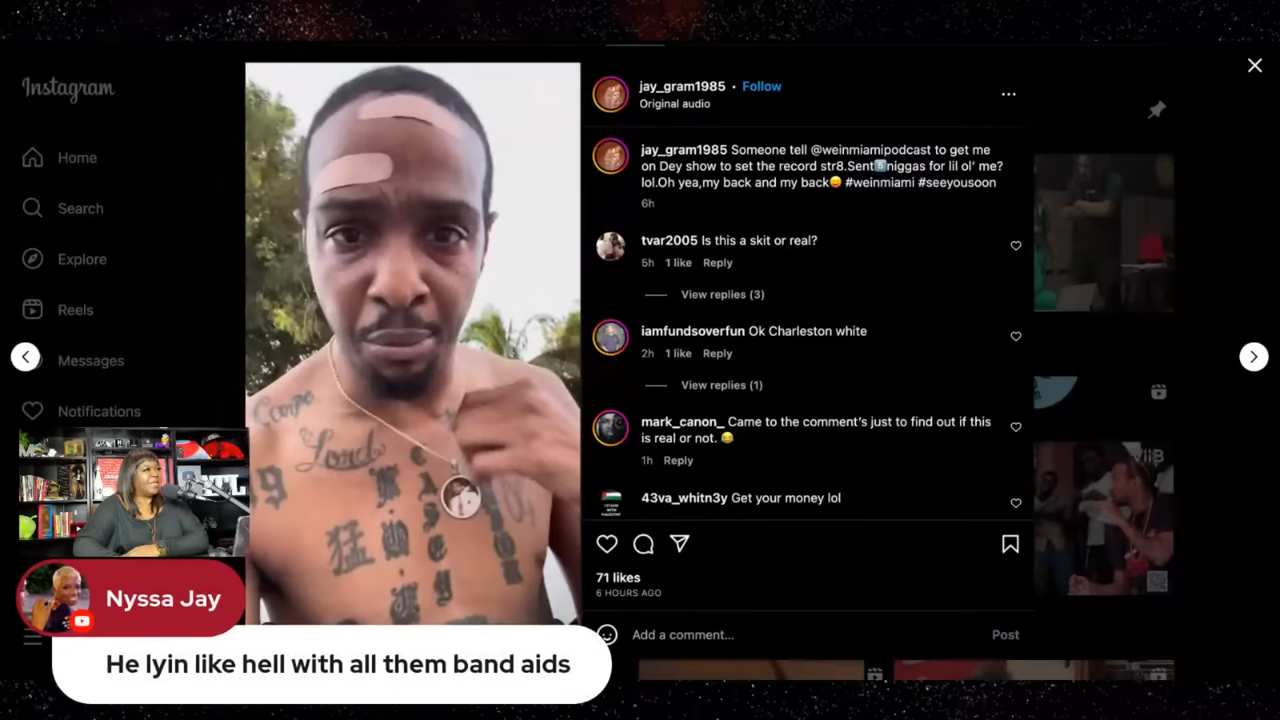 Instagram
Home
Search
Explore
Reels
Messages
Notifications
Carpe
Loud
猛
jay_gram1985 • Follow
Original audio
...
jay_gram1985 Someone tell @weinmiamipodcast to get me
on Dey show to set the record str8.Sent5️⃣niggas for lil ol’ me?
lol.Oh yea,my back and my back😛 #weinmiami #seeyousoon
6h
tvar2005 Is this a skit or real?
5h 1 like Reply
View replies (3)
iamfundsoverfun Ok Charleston white
2h 1 like Reply
View replies (1)
mark_canon_ Came to the comment’s just to find out if this
is real or not. 😂
1h Reply
43va_whitn3y Get your money lol
71 likes
6 HOURS AGO
Add a comment... Post
Nyssa Jay
He lyin like hell with all them band aids